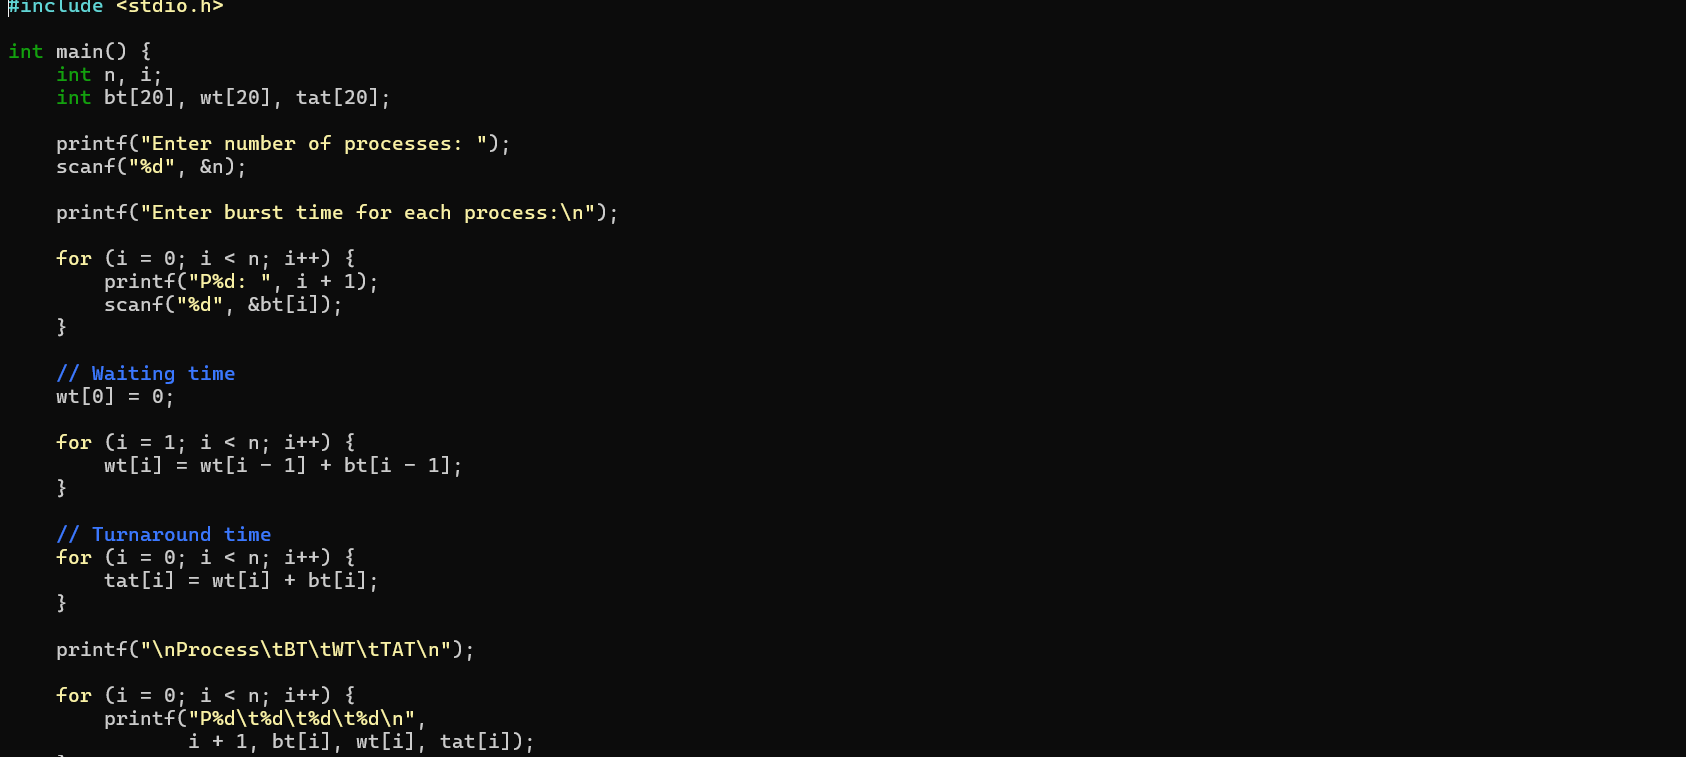 #include <stdio.h>

int main() {
    int n, i;
    int bt[20], wt[20], tat[20];

    printf("Enter number of processes: ");
    scanf("%d", &n);

    printf("Enter burst time for each process:\n");

    for (i = 0; i < n; i++) {
        printf("P%d: ", i + 1);
        scanf("%d", &bt[i]);
    }

    // Waiting time
    wt[0] = 0;

    for (i = 1; i < n; i++) {
        wt[i] = wt[i - 1] + bt[i - 1];
    }

    // Turnaround time
    for (i = 0; i < n; i++) {
        tat[i] = wt[i] + bt[i];
    }

    printf("\nProcess\tBT\tWT\tTAT\n");

    for (i = 0; i < n; i++) {
        printf("P%d\t%d\t%d\t%d\n",
               i + 1, bt[i], wt[i], tat[i]);